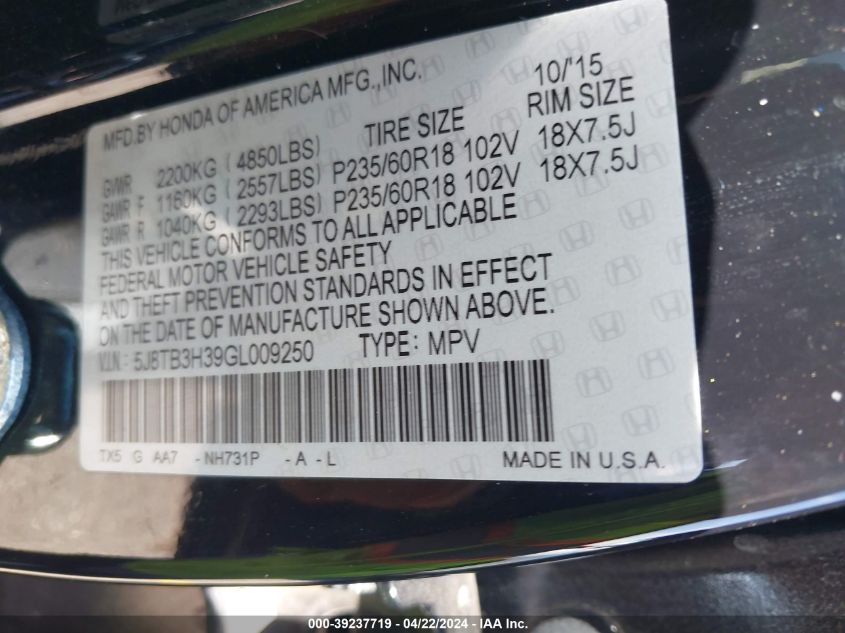 MFD.BY HONDA OF AMERICA MFG.,INC. 10/'15
TIRE SIZE RIM SIZE
GVWR 2200KG ( 4850LBS)
GAWR F 1160KG ( 2557LBS) P235/60R18 102V 18X7.5J
GAWR R 1040KG ( 2293LBS) P235/60R18 102V 18X7.5J
THIS VEHICLE CONFORMS TO ALL APPLICABLE
FEDERAL MOTOR VEHICLE SAFETY
AND THEFT PREVENTION STANDARDS IN EFFECT
ON THE DATE OF MANUFACTURE SHOWN ABOVE.
V.I.N.: 5J8TB3H39GL009250 TYPE: MPV
TX5 G AA7 -NH731P -A -L MADE IN U.S.A.
000-39237719 - 04/22/2024 - IAA Inc.